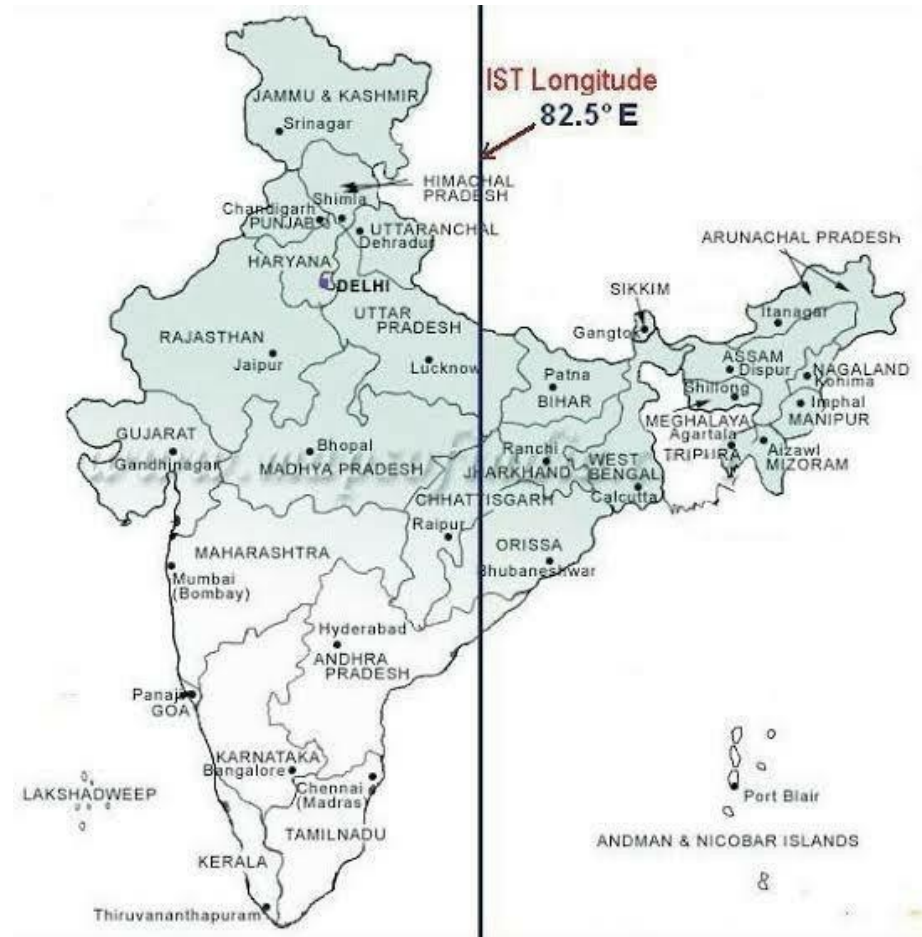 IST Longitude
82.5° E
JAMMU & KASHMIR
Srinagar
HIMACHAL
PRADESH
Shimla
Chandigarh
PUNJAB
UTTARANCHAL
Dehradun
HARYANA
DELHI
ARUNACHAL PRADESH
SIKKIM
Gangtok
Itanagar
UTTAR
PRADESH
RAJASTHAN
Jaipur
Lucknow
ASSAM
Dispur
NAGALAND
Kohima
Patna
BIHAR
Shillong
MEGHALAYA
Imphal
MANIPUR
GUJARAT
Gandhinagar
Bhopal
MADHYA PRADESH
Ranchi
JHARKHAND
WEST
BENGAL
Calcutta
Agartala
TRIPURA
Aizawl
MIZORAM
CHHATTISGARH
Raipur
ORISSA
Bhubaneshwar
MAHARASHTRA
Mumbai
(Bombay)
Hyderabad
ANDHRA
PRADESH
Panaji
GOA
KARNATAKA
Bangalore
Chennai
(Madras)
LAKSHADWEEP
TAMILNADU
KERALA
Thiruvananthapuram
Port Blair
ANDMAN & NICOBAR ISLANDS